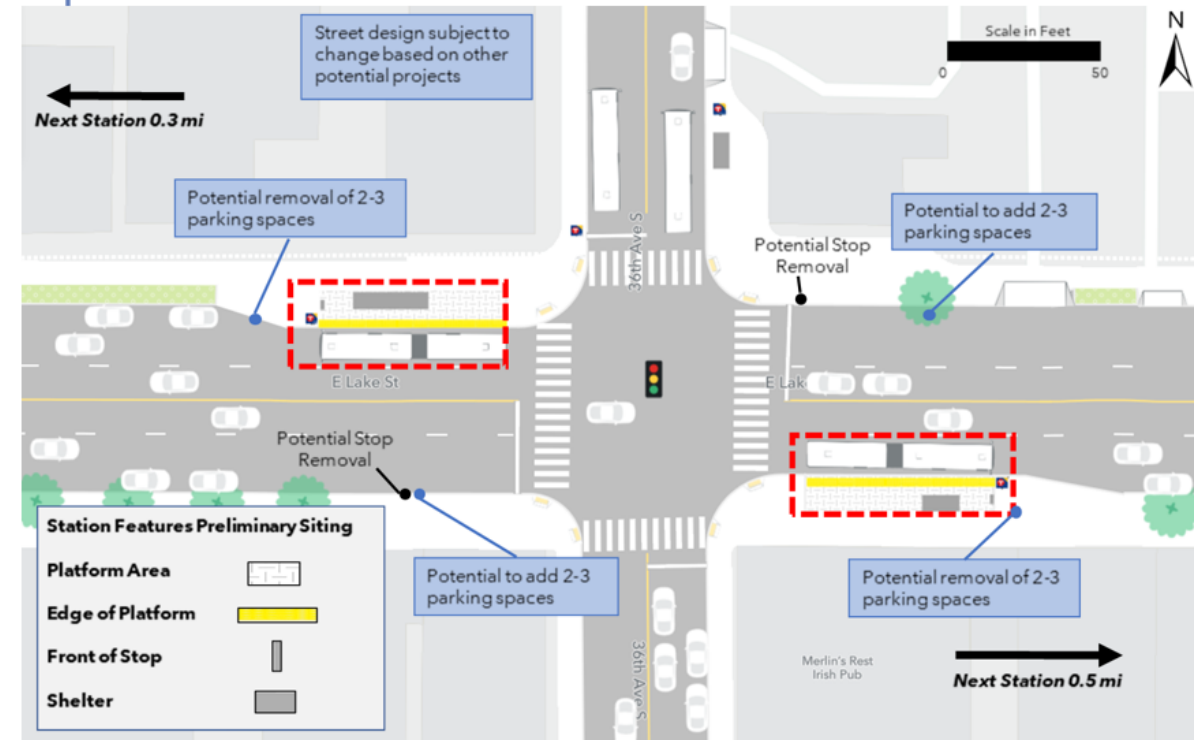 Street design subject to
change based on other
potential projects
Scale in Feet
0
50
N
Next Station 0.3 mi
Potential removal of 2-3
parking spaces
36th Ave S
Potential Stop
Removal
Potential to add 2-3
parking spaces
E Lake St
E Lak
Potential Stop
Removal
Station Features Preliminary Siting
Platform Area
Edge of Platform
Front of Stop
Shelter
Potential to add 2-3
parking spaces
Potential removal of 2-3
parking spaces
36th Ave S
Merlin's Rest
Irish Pub
Next Station 0.5 mi